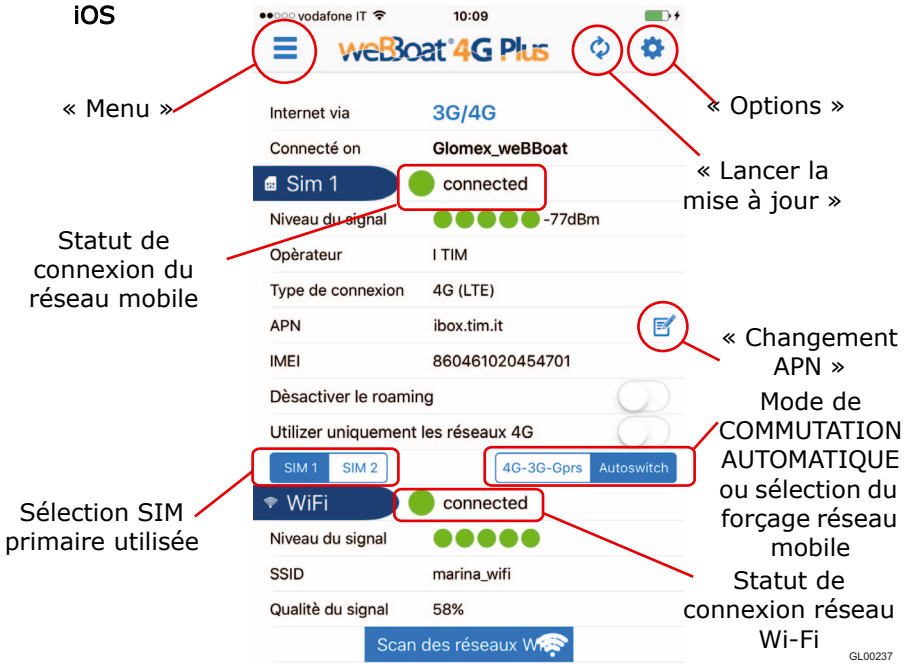 iOS
vodafone IT 10:09
weBBoat® 4G Plus
« Menu »
« Options »
« Lancer la
mise à jour »
Internet via 3G/4G
Connecté on Glomex_weBBoat
Sim 1 connected
Niveau du signal -77dBm
Opèrateur I TIM
Type de connexion 4G (LTE)
APN ibox.tim.it
IMEI 860461020454701
Dèsactiver le roaming
Utilizer uniquement les réseaux 4G
SIM 1 SIM 2 4G-3G-Gprs Autoswitch
WiFi connected
Niveau du signal
SSID marina_wifi
Qualitè du signal 58%
Scan des réseaux
Statut de
connexion du
réseau mobile
Sélection SIM
primaire utilisée
« Changement
APN »
Mode de
COMMUTATION
AUTOMATIQUE
ou sélection du
forçage réseau
mobile
Statut de
connexion réseau
Wi-Fi
GL00237